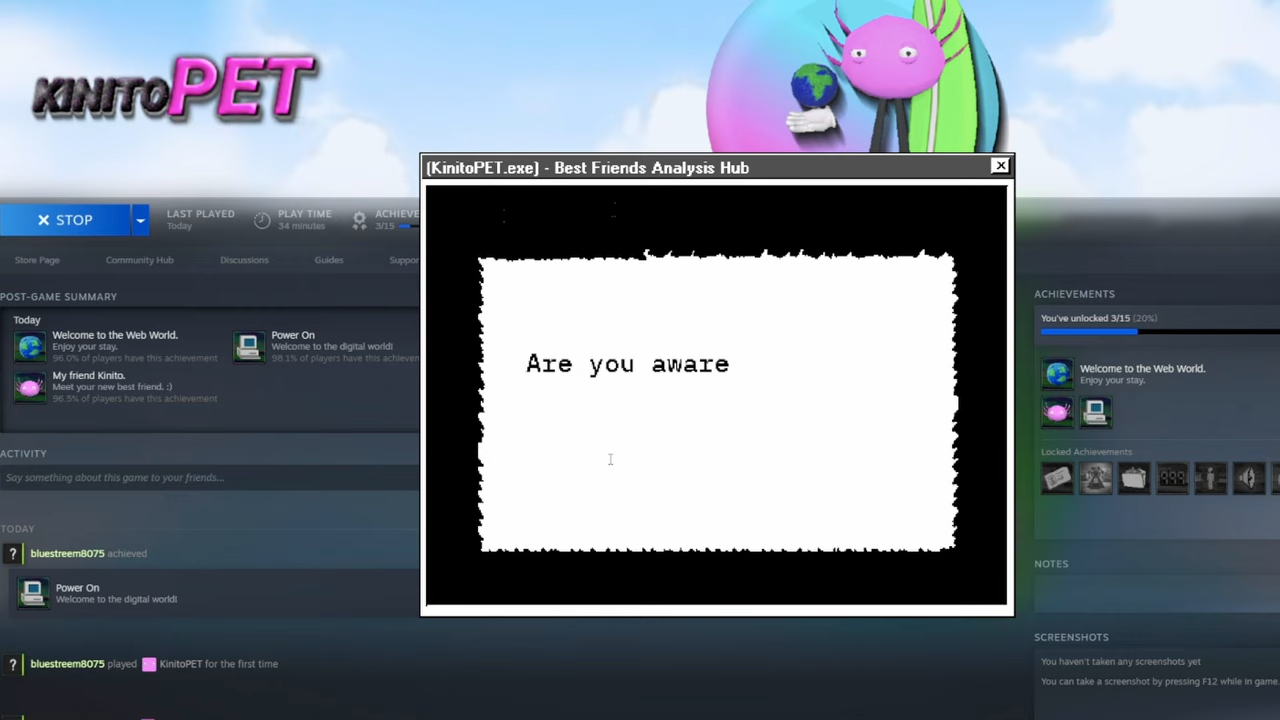 KINITOPET
[KinitoPET.exe] - Best Friends Analysis Hub
Are you aware
STOP
LAST PLAYED
Today
PLAY TIME
34 minutes
ACHIEVE
3/15
Store Page
Community Hub
Discussions
Guides
Suppor
POST-GAME SUMMARY
Today
Welcome to the Web World.
Enjoy your stay.
96.0% of players have this achievement
Power On
Welcome to the digital world!
98.1% of players have this achievemen
My friend Kinito.
Meet your new best friend. :)
96.5% of players have this achievement
ACTIVITY
Say something about this game to your friends...
TODAY
bluestreem8075 achieved
Power On
Welcome to the digital world!
bluestreem8075 played KinitoPET for the first time
ACHIEVEMENTS
You've unlocked 3/15 (20%)
Welcome to the Web World.
Enjoy your stay.
Locked Achievements
NOTES
SCREENSHOTS
You haven't taken any screenshots yet
You can take a screenshot by pressing F12 while in game.